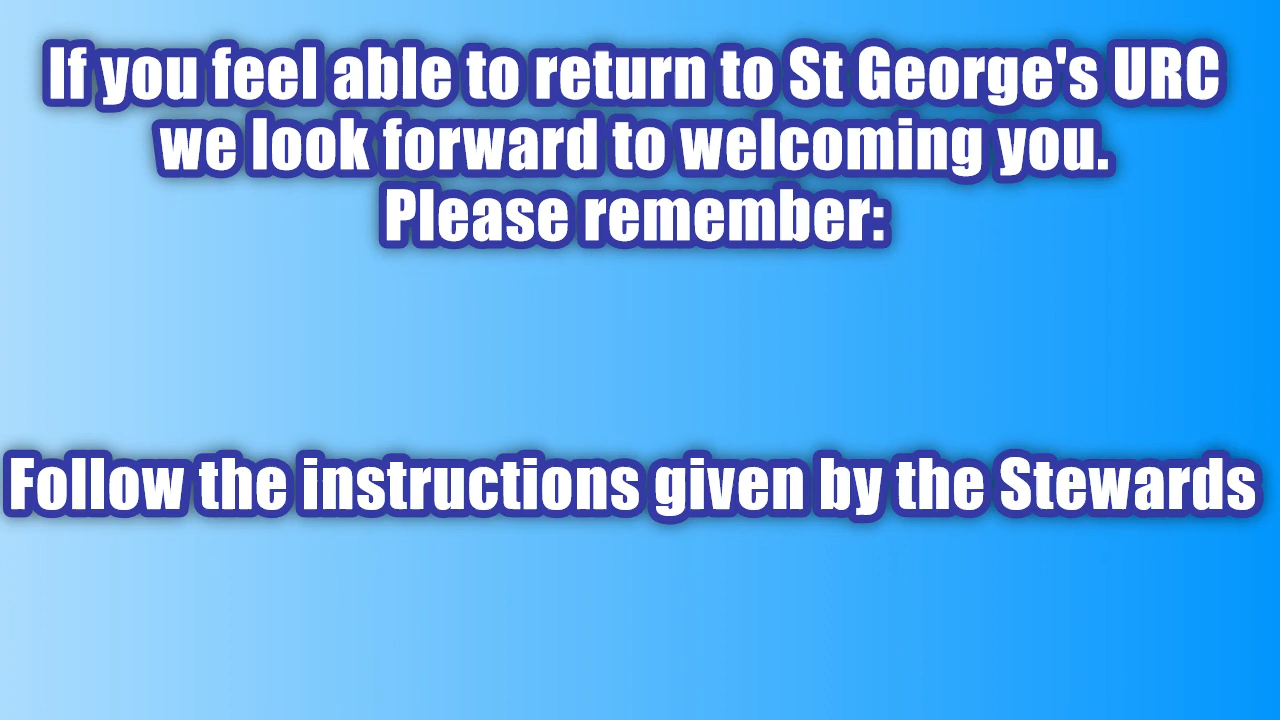 If you feel able to return to St George's URC
we look forward to welcoming you.
Please remember:
Follow the instructions given by the Stewards